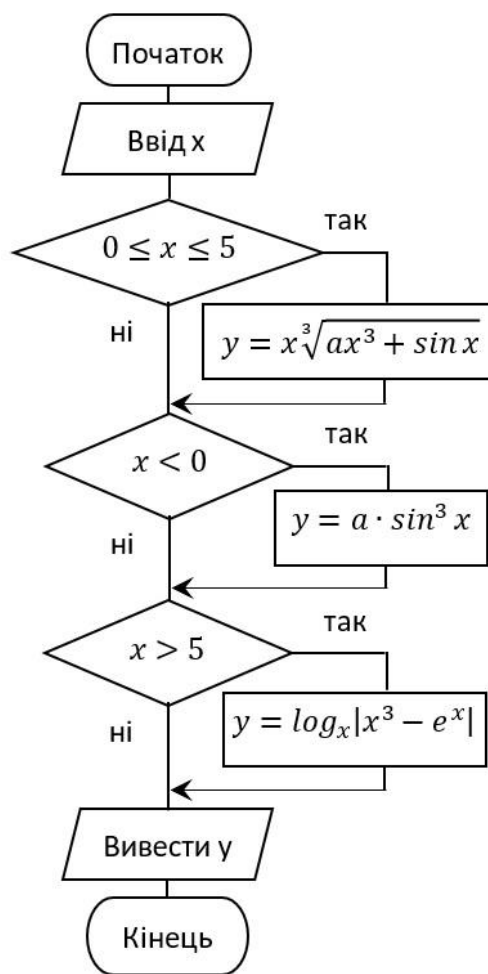 Початок
Ввід x
0 ≤ x ≤ 5
так
ні
y = x∛(ax³ + sin x)
x < 0
так
ні
y = a · sin³ x
x > 5
так
ні
y = logₓ|x³ − eˣ|
Вивести y
Кінець